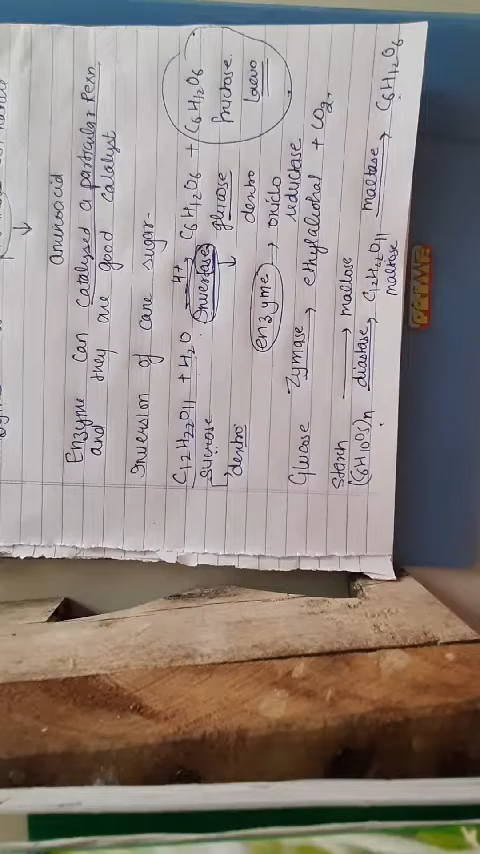 aminoacid
Enzyme can catalysed a particular Rexn
and they are good catalyst
Inversion of cane sugar-
C12H22O11 + H2O H+ → C6H12O6 + C6H12O6
sucrose Invertase glucose fructose.
dextro dextro Laevo
enzyme → oxido
reductase
Glucose Zymase → ethyl alcohol + CO2.
Starch → maltose
(C6H10O5)n diastase → C12H22O11 maltase → C6H12O6
maltose